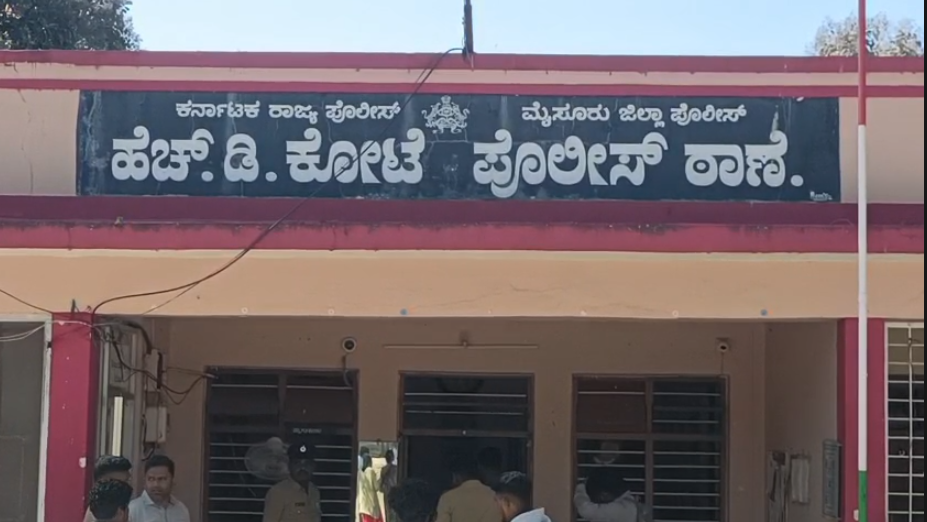 ಕರ್ನಾಟಕ ರಾಜ್ಯ ಪೊಲೀಸ್ ಮೈಸೂರು ಜಿಲ್ಲಾ ಪೊಲೀಸ್
ಹೆಚ್. ಡಿ. ಕೋಟೆ ಪೊಲೀಸ್ ಠಾಣೆ.